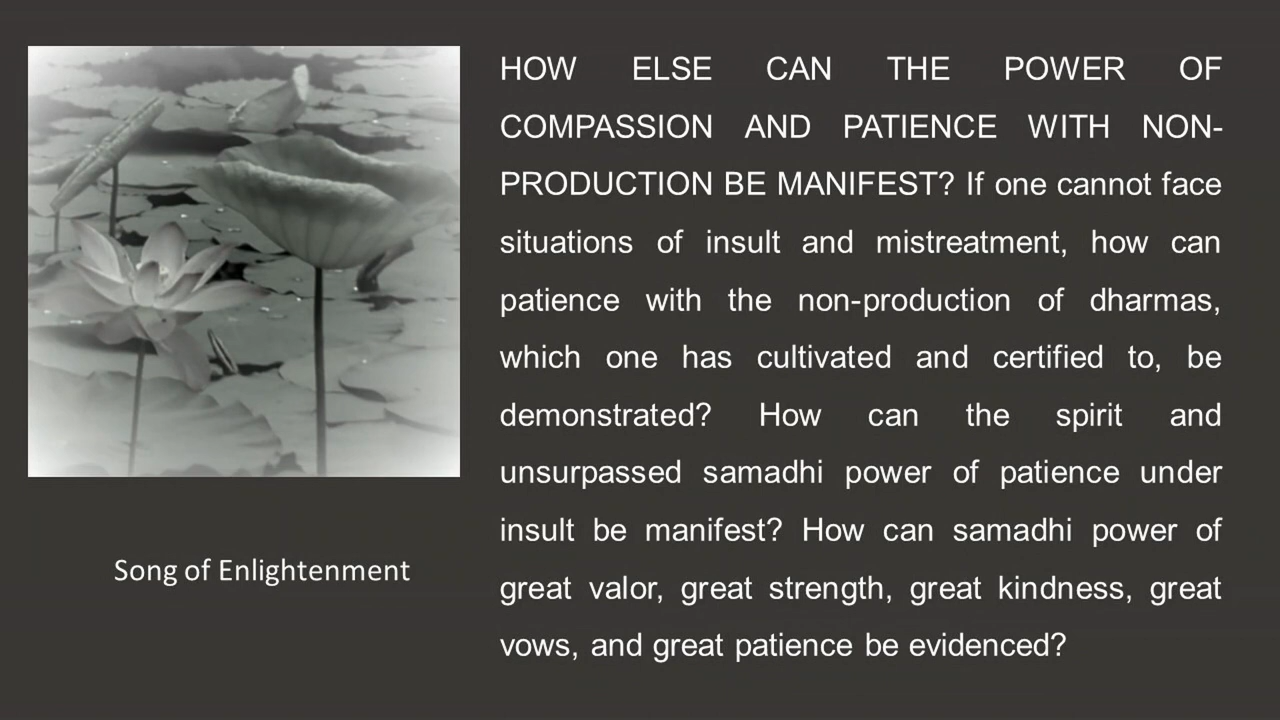 HOW ELSE CAN THE POWER OF
COMPASSION AND PATIENCE WITH NON-
PRODUCTION BE MANIFEST? If one cannot face
situations of insult and mistreatment, how can
patience with the non-production of dharmas,
which one has cultivated and certified to, be
demonstrated? How can the spirit and
unsurpassed samadhi power of patience under
insult be manifest? How can samadhi power of
great valor, great strength, great kindness, great
vows, and great patience be evidenced?
Song of Enlightenment